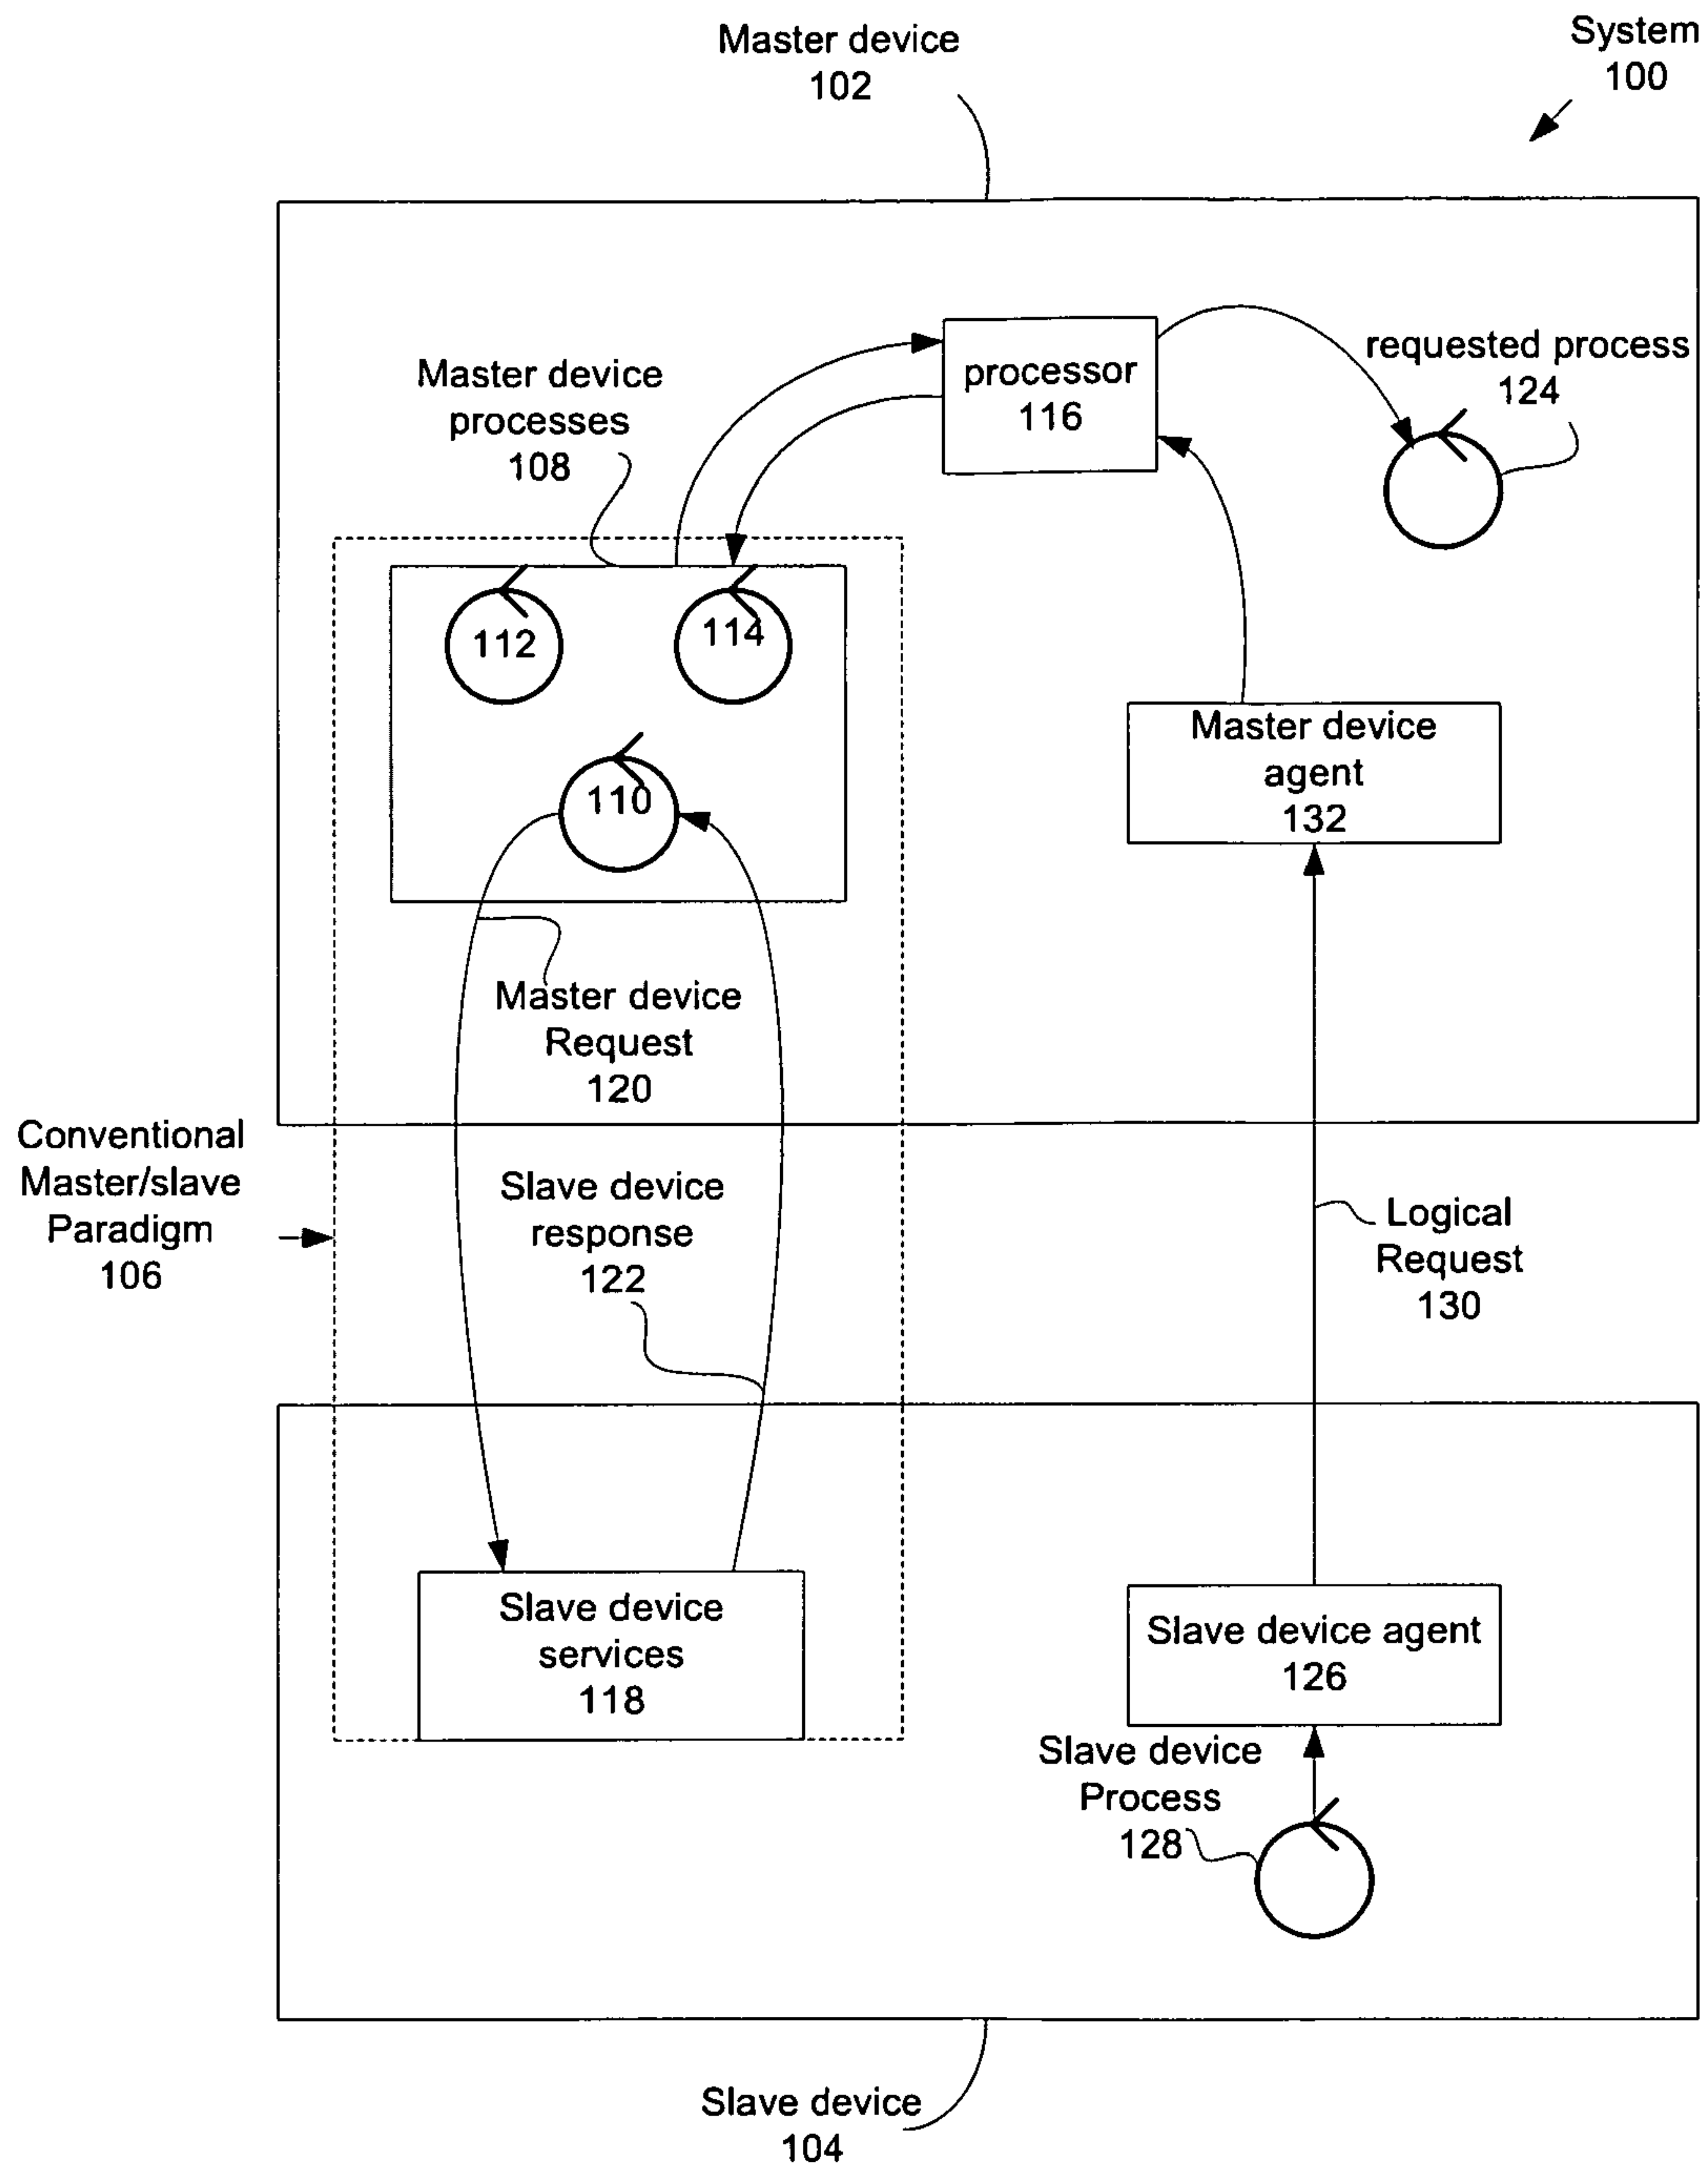 Master device
102
System
100
requested process
124
processor
116
Master device
processes
108
112
114
110
Master device
agent
132
Master device
Request
120
Conventional
Master/slave
Paradigm
106
Slave device
response
122
Logical
Request
130
Slave device
services
118
Slave device agent
126
Slave device
Process
128
Slave device
104